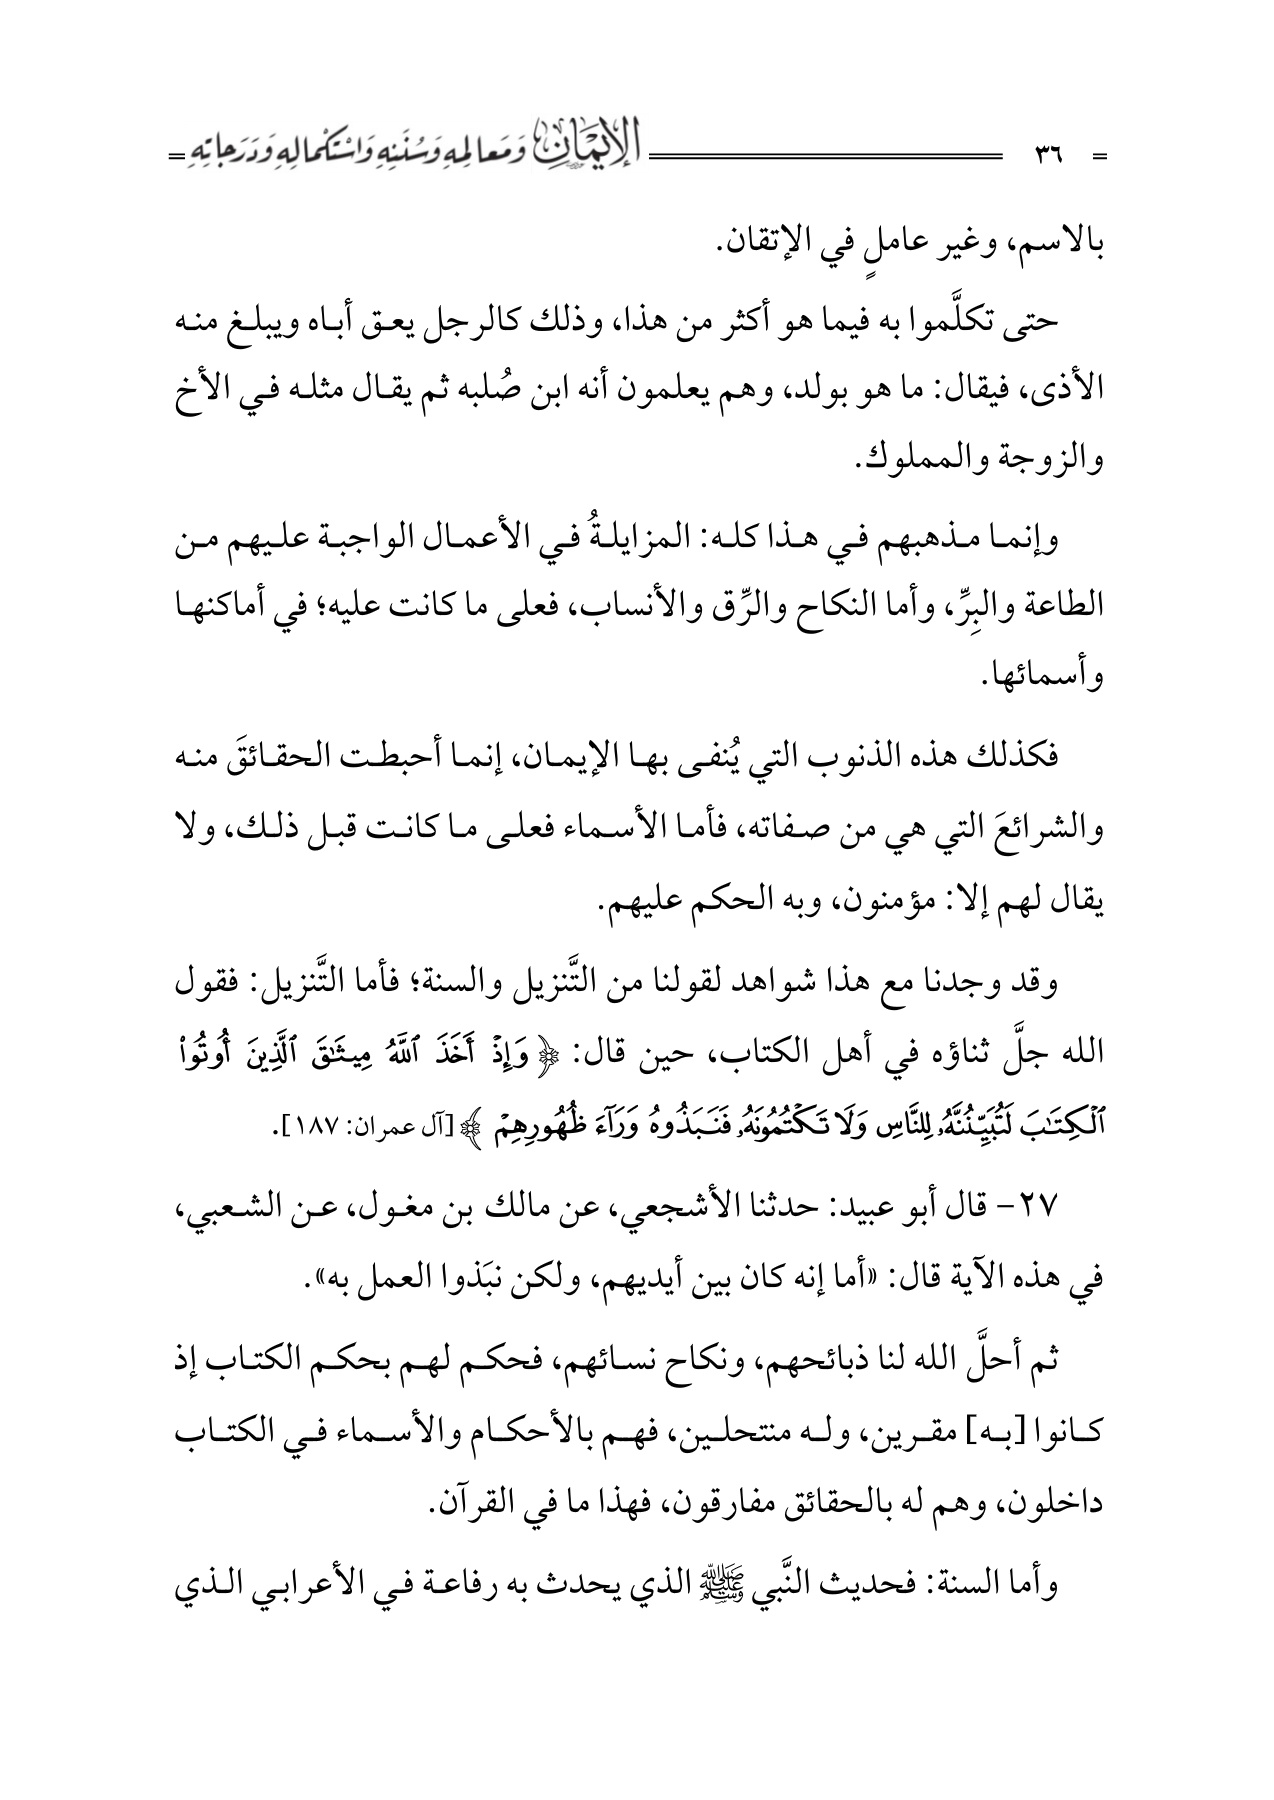 ٣٦ الإيمان ومعالمه وسننه واستكماله ودرجاته
بالاسم، وغير عاملٍ في الإتقان.
حتى تكلَّموا به فيما هو أكثر من هذا، وذلك كالرجل يعق أباه ويبلغ منه
الأذى، فيقال: ما هو بولد، وهم يعلمون أنه ابن صُلبه ثم يقال مثله في الأخ
والزوجة والمملوك.
وإنما مذهبهم في هذا كله: المزايلةُ في الأعمال الواجبة عليهم من
الطاعة والبِرِّ، وأما النكاح والرِّق والأنساب، فعلى ما كانت عليه؛ في أماكنها
وأسمائها.
فكذلك هذه الذنوب التي يُنفى بها الإيمان، إنما أحبطت الحقائقَ منه
والشرائعَ التي هي من صفاته، فأما الأسماء فعلى ما كانت قبل ذلك، ولا
يقال لهم إلا: مؤمنون، وبه الحكم عليهم.
وقد وجدنا مع هذا شواهد لقولنا من التَّنزيل والسنة؛ فأما التَّنزيل: فقول
الله جلَّ ثناؤه في أهل الكتاب، حين قال: ﴿وَإِذْ أَخَذَ ٱللَّهُ مِيثَٰقَ ٱلَّذِينَ أُوتُوا۟
ٱلْكِتَٰبَ لَتُبَيِّنُنَّهُۥ لِلنَّاسِ وَلَا تَكْتُمُونَهُۥ فَنَبَذُوهُ وَرَآءَ ظُهُورِهِمْ﴾ [آل عمران: ١٨٧].
٢٧- قال أبو عبيد: حدثنا الأشجعي، عن مالك بن مغول، عن الشعبي،
في هذه الآية قال: «أما إنه كان بين أيديهم، ولكن نبَذوا العمل به».
ثم أحلَّ الله لنا ذبائحهم، ونكاح نسائهم، فحكم لهم بحكم الكتاب إذ
كانوا [به] مقرين، وله منتحلين، فهم بالأحكام والأسماء في الكتاب
داخلون، وهم له بالحقائق مفارقون، فهذا ما في القرآن.
وأما السنة: فحديث النَّبي ﷺ الذي يحدث به رفاعة في الأعرابي الذي